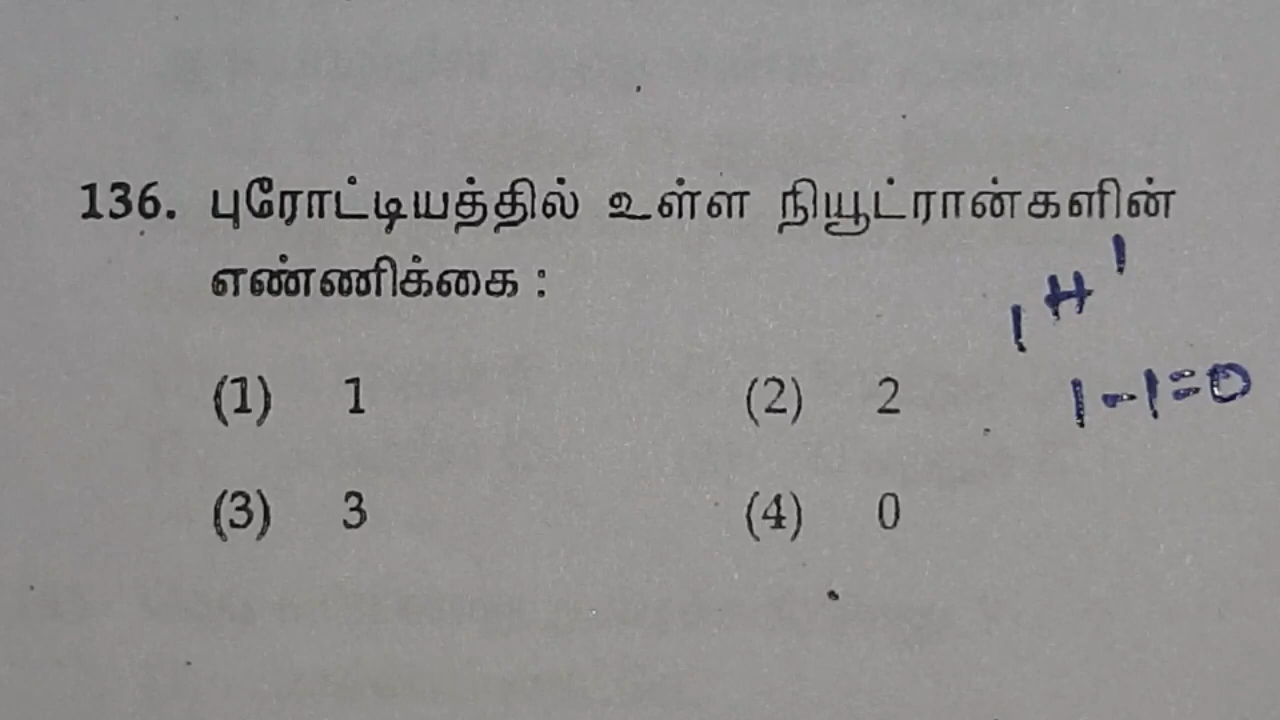 136. புரோட்டியத்தில் உள்ள நியூட்ரான்களின்
எண்ணிக்கை :
₁H¹
(1) 1 (2) 2
1-1=0
(3) 3 (4) 0